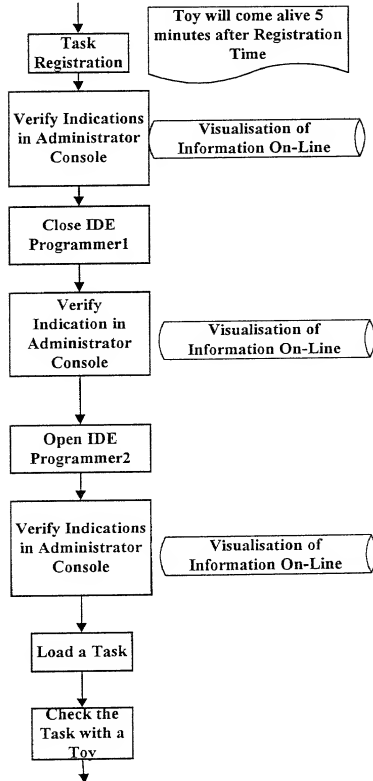 Task
Registration
Toy will come alive 5
minutes after Registration
Time
Verify Indications
in Administrator
Console
Visualisation of
Information On-Line
Close IDE
Programmer1
Verify
Indication in
Administrator
Console
Visualisation of
Information On-Line
Open IDE
Programmer2
Verify Indications
in Administrator
Console
Visualisation of
Information On-Line
Load a Task
Check the
Task with a
Toy